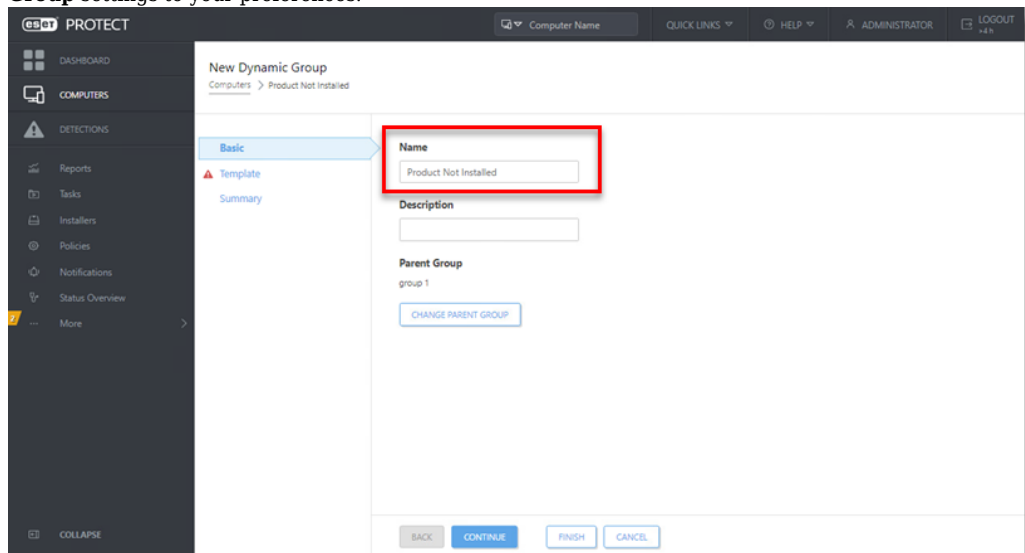 Group settings to your preferences.
eset PROTECT
Computer Name
QUICK LINKS
HELP
ADMINISTRATOR
LOGOUT
>4 h
DASHBOARD
COMPUTERS
DETECTIONS
Reports
Tasks
Installers
Policies
Notifications
Status Overview
More
COLLAPSE
New Dynamic Group
Computers > Product Not Installed
Basic
Template
Summary
Name
Product Not Installed
Description
Parent Group
group 1
CHANGE PARENT GROUP
BACK
CONTINUE
FINISH
CANCEL